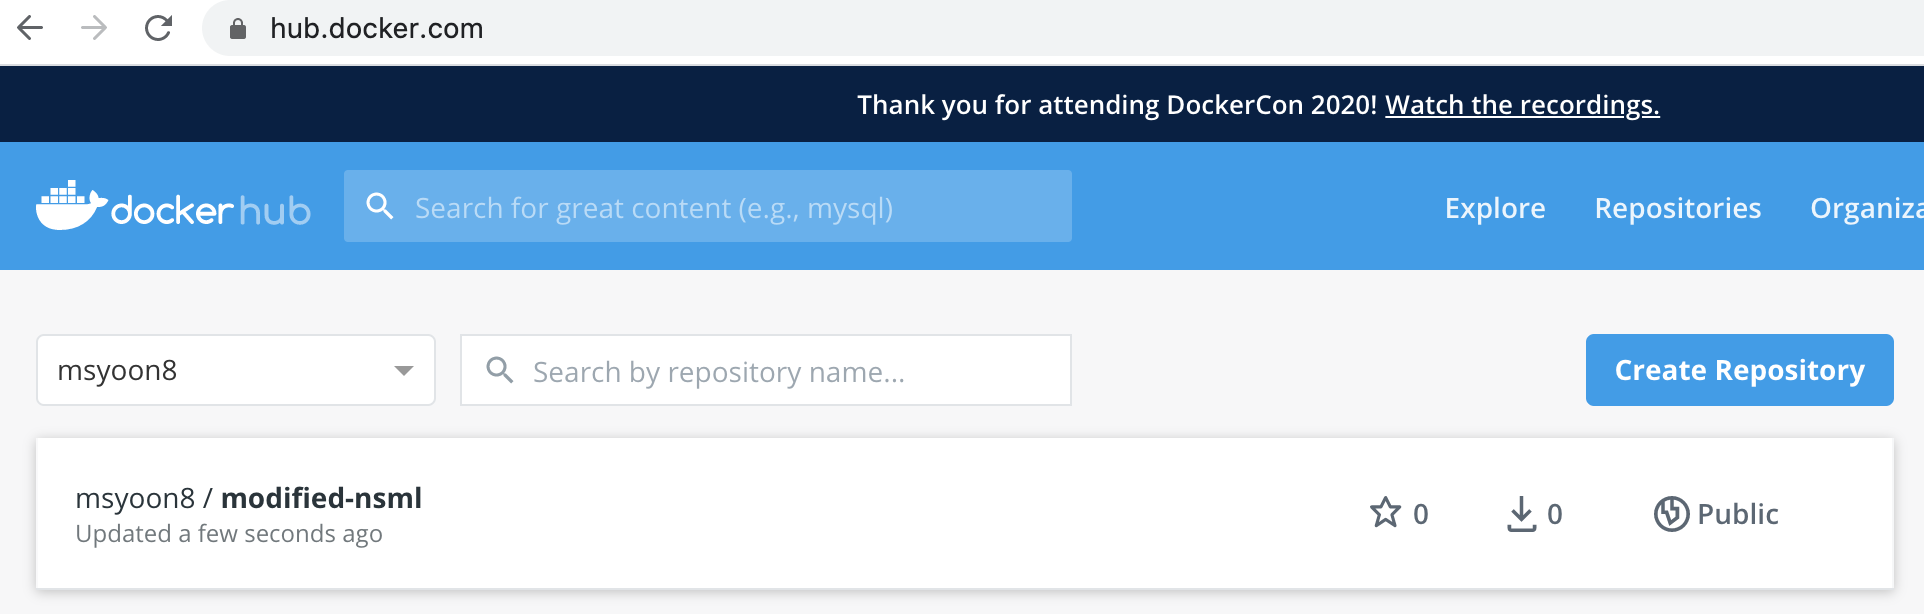 hub.docker.com
Thank you for attending DockerCon 2020! Watch the recordings.
docker hub
Search for great content (e.g., mysql)
Explore
Repositories
Organiza
msyoon8
Search by repository name...
Create Repository
msyoon8 / modified-nsml
Updated a few seconds ago
0
0
Public